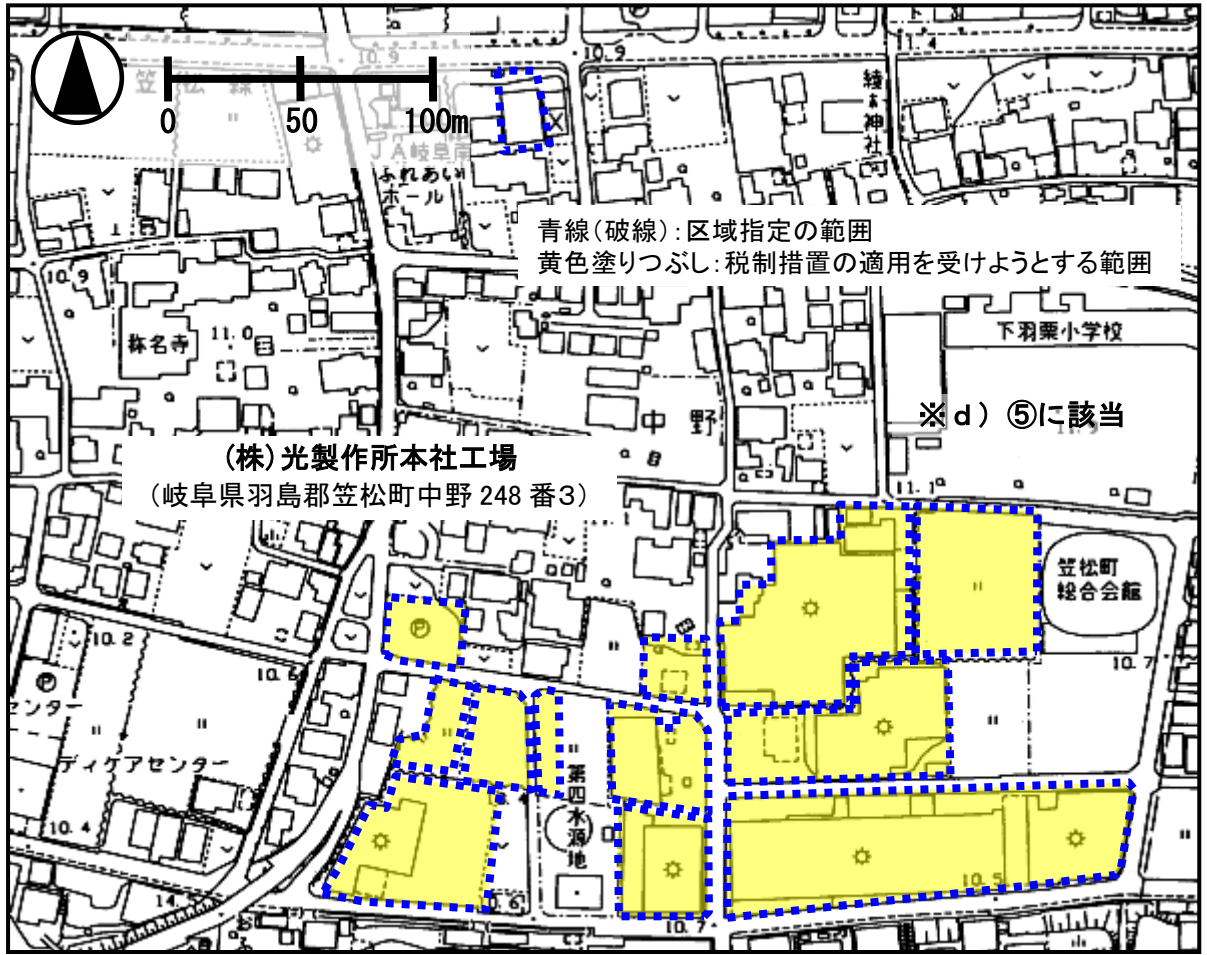 10.9
10.9
11.4
笠松
0 50 100m
JA岐阜南
ふれあい
ホール
綾神社
青線(破線):区域指定の範囲
黄色塗りつぶし:税制措置の適用を受けようとする範囲
10.9
称名寺
11.0
下羽栗小学校
中野
※d) ⑤に該当
(株)光製作所本社工場
(岐阜県羽島郡笠松町中野 248 番3)
11.1
笠松町
総合会館
10.2
10.6
10.7
P
P
センター
デイケアセンター
第四水源地
10.4
10.5
10.7